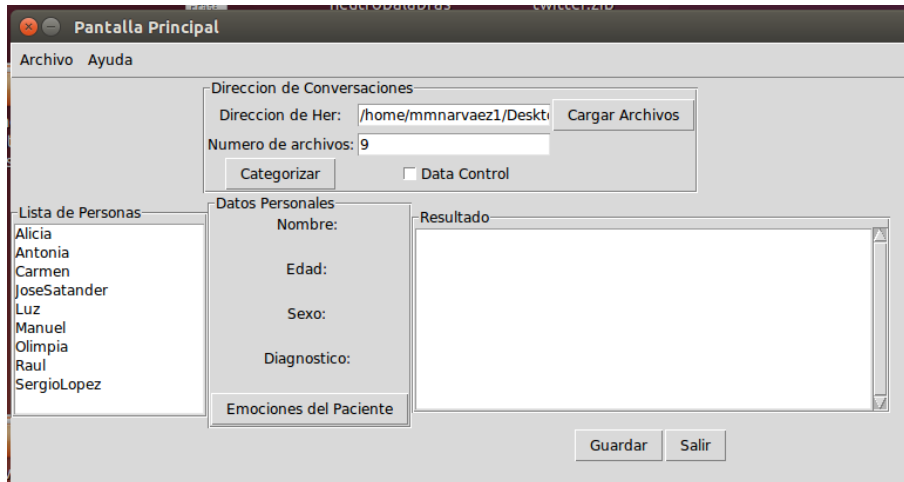 Pantalla Principal
Archivo Ayuda
Direccion de Conversaciones
Direccion de Her: /home/mmnarvaez1/Deskt Cargar Archivos
Numero de archivos: 9
Categorizar Data Control
Lista de Personas
Alicia
Antonia
Carmen
JoseSatander
Luz
Manuel
Olimpia
Raul
SergioLopez
Datos Personales
Nombre:
Edad:
Sexo:
Diagnostico:
Emociones del Paciente
Resultado
Guardar Salir